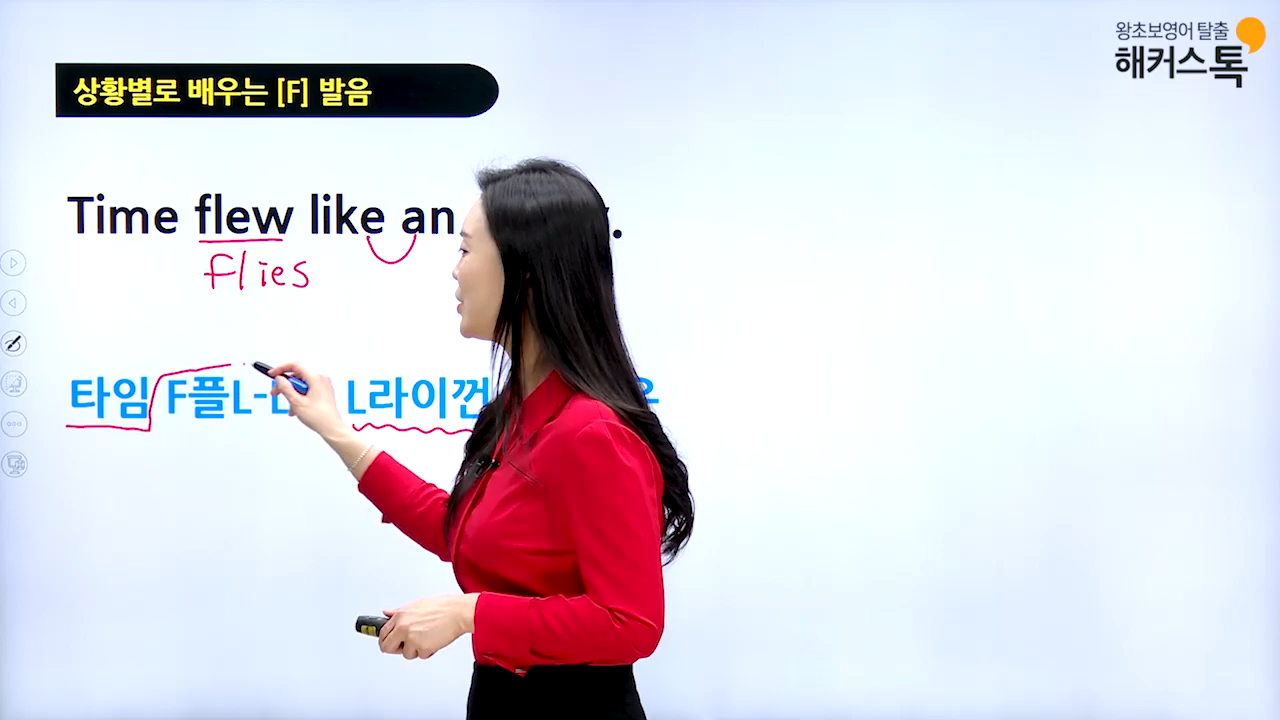 왕초보영어 탈출
해커스톡
상황별로 배우는 [F] 발음
Time flew like an
Flies
타임 F플L- L라이껀